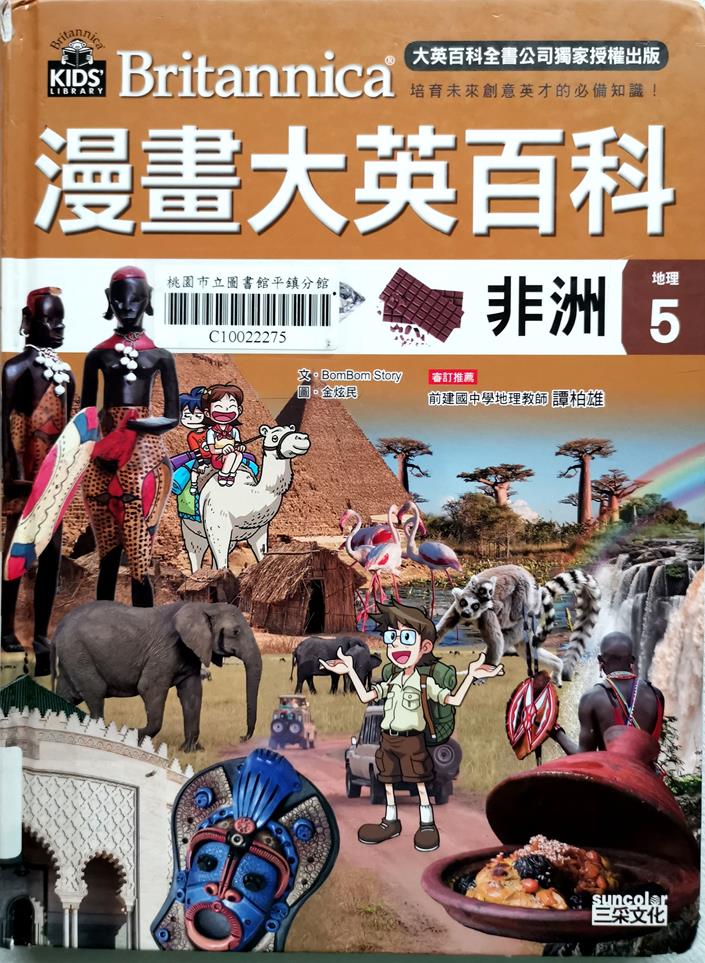 Britannica
KIDS'
LIBRARY
Britannica®
大英百科全書公司獨家授權出版
培育未來創意英才的必備知識！
漫畫大英百科
桃園市立圖書館平鎮分館
C10022275
非洲
地理
5
文・BomBom Story
圖・金炫民
審訂推薦
前建國中學地理教師 譚柏雄
suncolor
三采文化